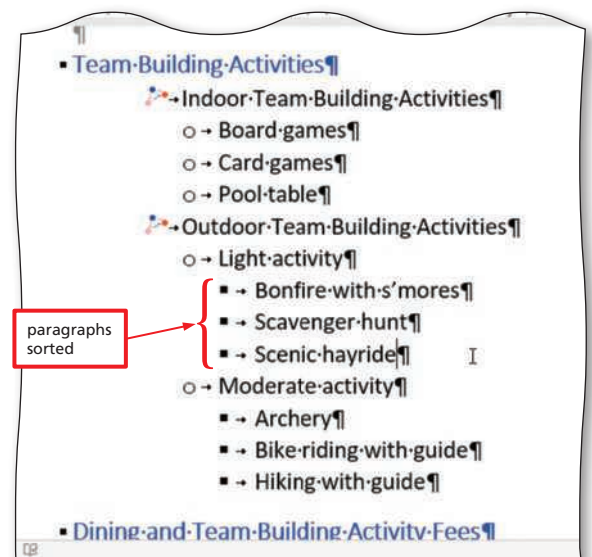 ¶
▪Team·Building·Activities¶
→Indoor·Team·Building·Activities¶
o→Board·games¶
o→Card·games¶
o→Pool·table¶
→Outdoor·Team·Building·Activities¶
o→Light·activity¶
▪→Bonfire·with·s’mores¶
▪→Scavenger·hunt¶
▪→Scenic·hayride¶
paragraphs
sorted
o→Moderate·activity¶
▪→Archery¶
▪→Bike·riding·with·guide¶
▪→Hiking·with·guide¶
▪Dining·and·Team·Building·Activity·Fees¶